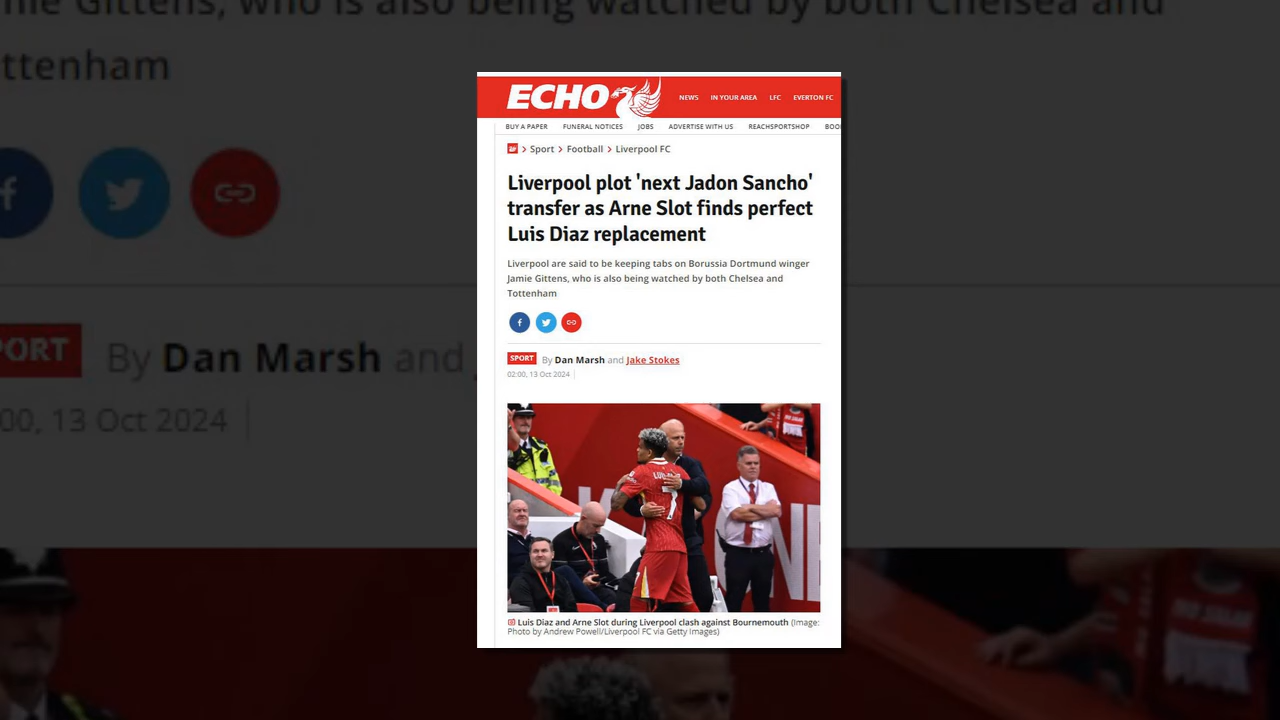 nie Gittens, who is also being watched by both Chelsea and
ttenham
PORT
By Dan Marsh and
00, 13 Oct 2024
ECHO
NEWS IN YOUR AREA LFC EVERTON FC
BUY A PAPER FUNERAL NOTICES JOBS ADVERTISE WITH US REACHSPORTSHOP BOO
Sport > Football > Liverpool FC
Liverpool plot 'next Jadon Sancho'
transfer as Arne Slot finds perfect
Luis Diaz replacement
Liverpool are said to be keeping tabs on Borussia Dortmund winger
Jamie Gittens, who is also being watched by both Chelsea and
Tottenham
SPORT By Dan Marsh and Jake Stokes
02:00, 13 Oct 2024
7
Luis Diaz and Arne Slot during Liverpool clash against Bournemouth (Image:
Photo by Andrew Powell/Liverpool FC via Getty Images)